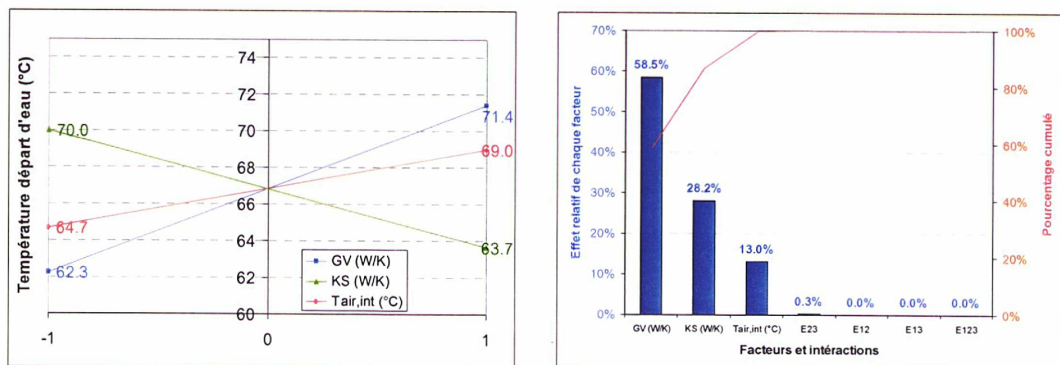 Température départ d'eau (°C)
74
72
70
68
66
64
62
60
-1
0
1
70.0
64.7
62.3
71.4
69.0
63.7
GV (W/K)
KS (W/K)
Tair,int (°C)
Effet relatif de chaque facteur
70%
60%
50%
40%
30%
20%
10%
0%
58.5%
28.2%
13.0%
0.3%
0.0%
0.0%
0.0%
GV (W/K)
KS (W/K)
Tair,int (°C)
E23
E12
E13
E123
Facteurs et intéractions
100%
80%
60%
40%
20%
0%
Pourcentage cumulé